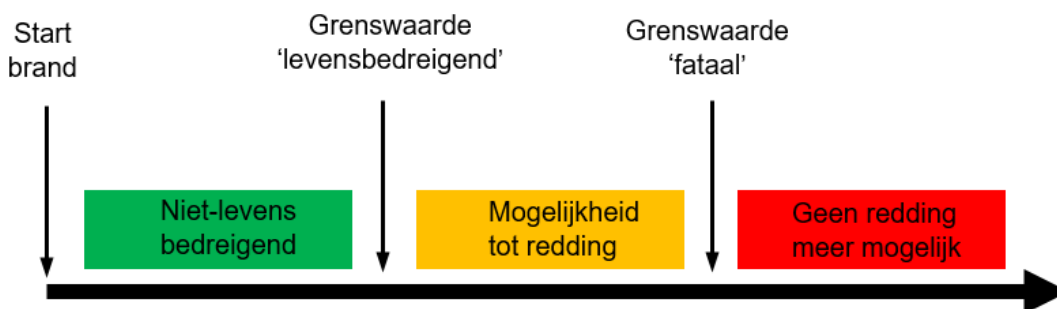 Start
brand
Grenswaarde
‘levensbedreigend’
Grenswaarde
‘fataal’
Niet-levens
bedreigend
Mogelijkheid
tot redding
Geen redding
meer mogelijk